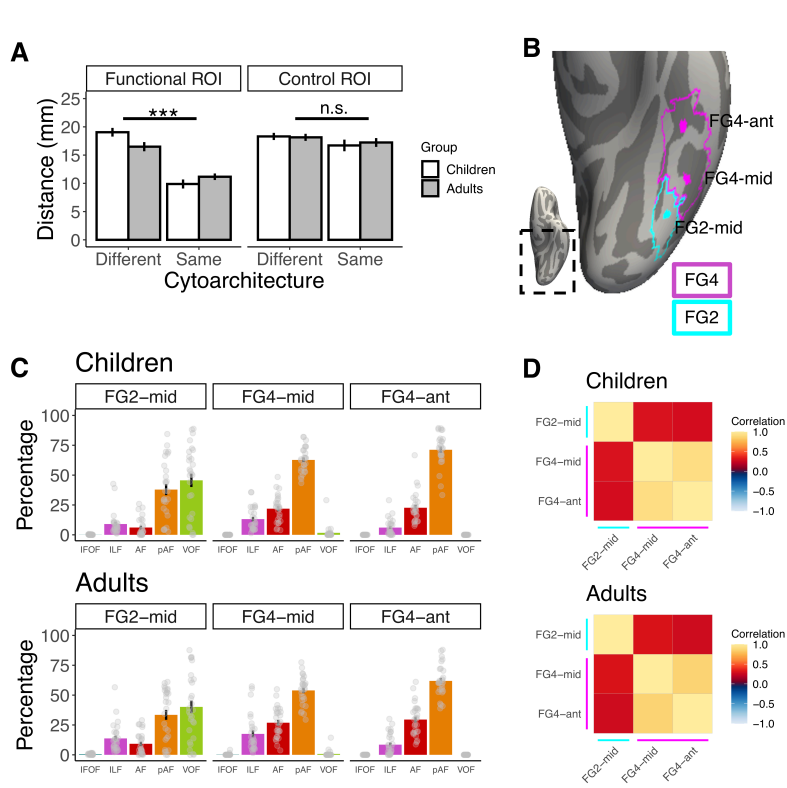 A
Functional ROI
Control ROI
Distance (mm)
25
20
15
10
5
0
***
n.s.
Different
Same
Different
Same
Cytoarchitecture
Group
Children
Adults
B
FG4-ant
FG4-mid
FG2-mid
FG4
FG2
C
Children
FG2−mid
FG4−mid
FG4−ant
Percentage
100
75
50
25
0
IFOF ILF AF pAF VOF
IFOF ILF AF pAF VOF
IFOF ILF AF pAF VOF
Adults
FG2−mid
FG4−mid
FG4−ant
Percentage
100
75
50
25
0
IFOF ILF AF pAF VOF
IFOF ILF AF pAF VOF
IFOF ILF AF pAF VOF
D
Children
FG2−mid
FG4−mid
FG4−ant
FG2−mid
FG4−mid
FG4−ant
Correlation
1.0
0.5
0.0
−0.5
−1.0
Adults
FG2−mid
FG4−mid
FG4−ant
FG2−mid
FG4−mid
FG4−ant
Correlation
1.0
0.5
0.0
−0.5
−1.0